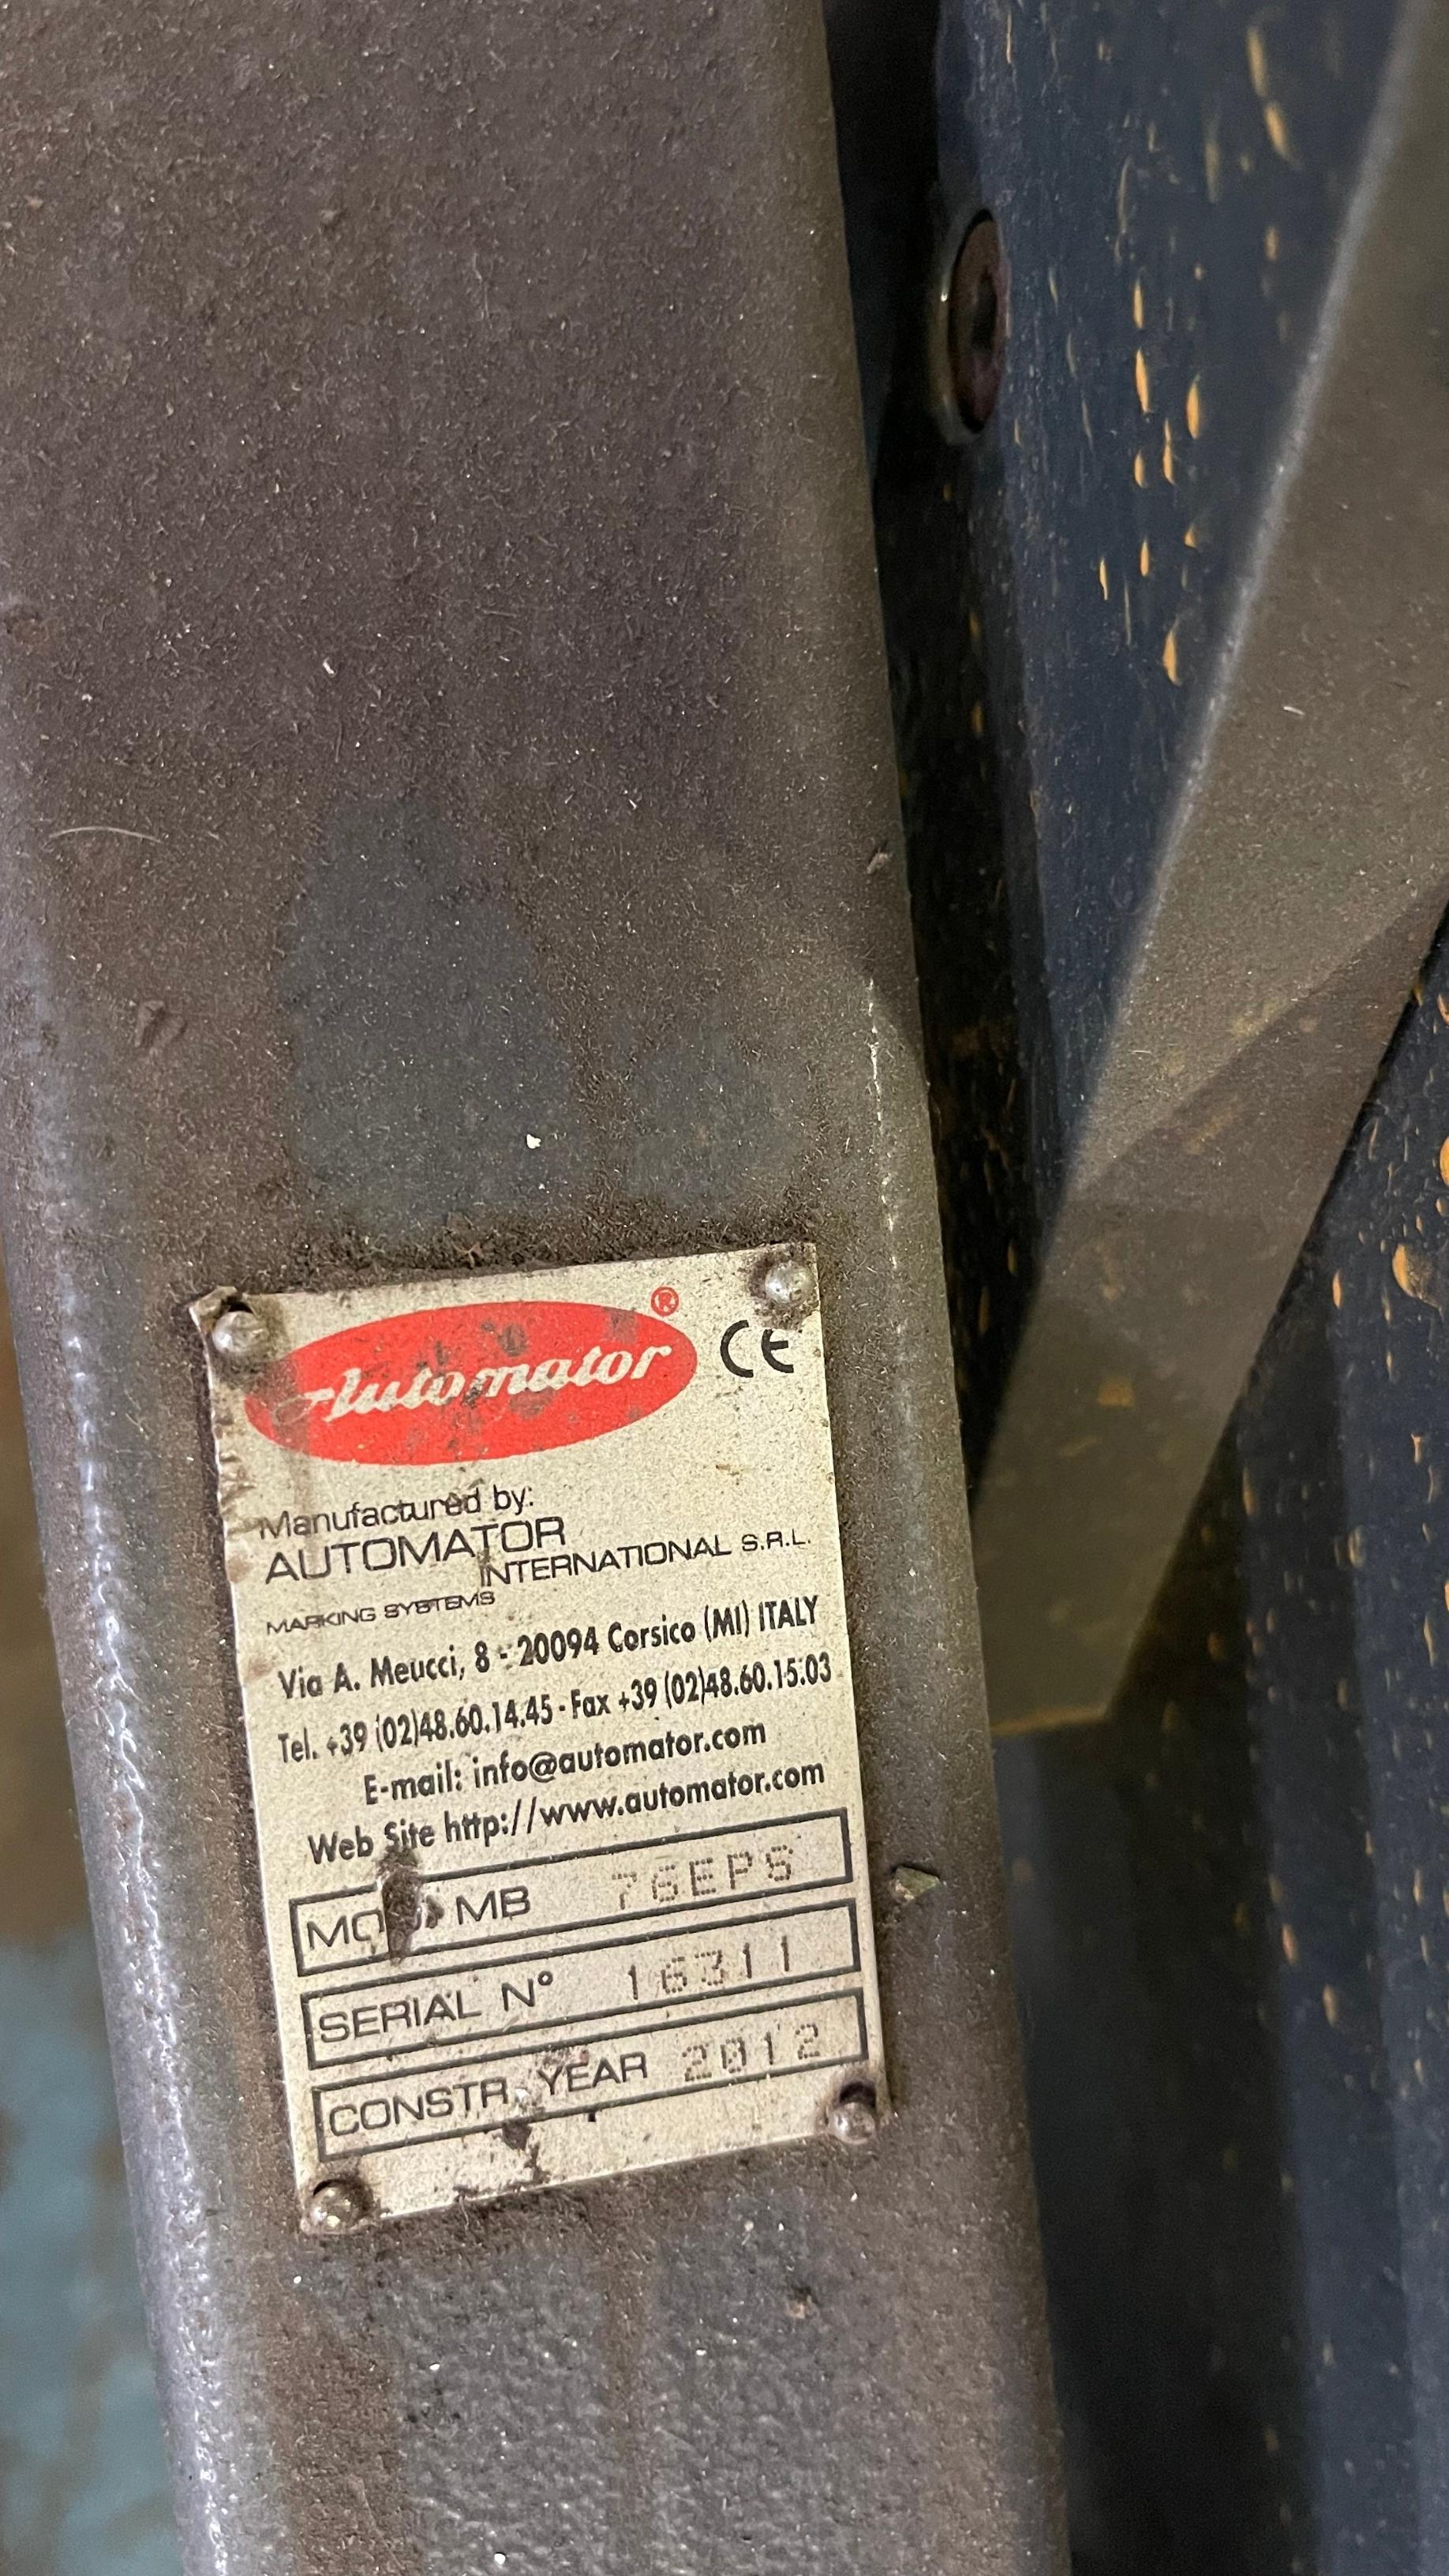 Automator®
CE
Manufactured by:
AUTOMATOR
INTERNATIONAL S.R.L.
MARKING SYSTEMS
Via A. Meucci, 8 - 20094 Corsico (MI) ITALY
Tel. +39 (02)48.60.14.45 - Fax +39 (02)48.60.15.03
E-mail: info@automator.com
Web Site http://www.automator.com
MB 76EPS
SERIAL N° 16311
CONSTR. YEAR 2012